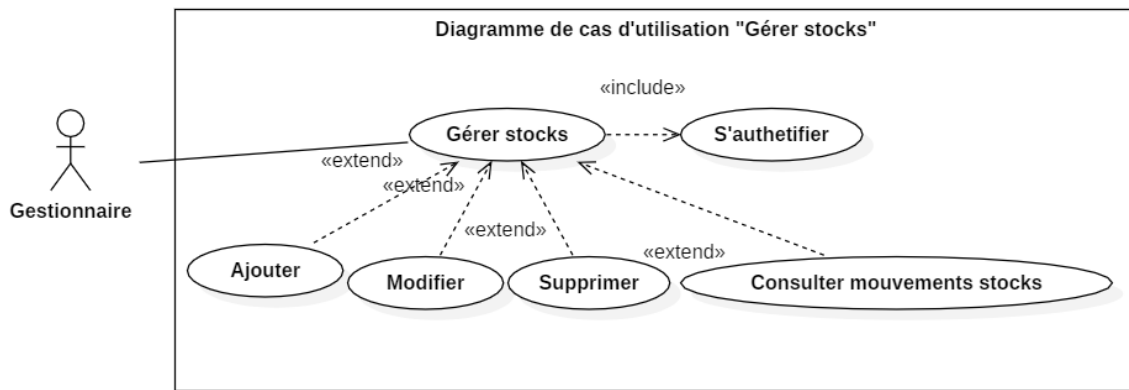 Diagramme de cas d'utilisation "Gérer stocks"
«include»
Gérer stocks
S'authetifier
«extend»
«extend»
Gestionnaire
«extend»
«extend»
Ajouter
Modifier
Supprimer
Consulter mouvements stocks